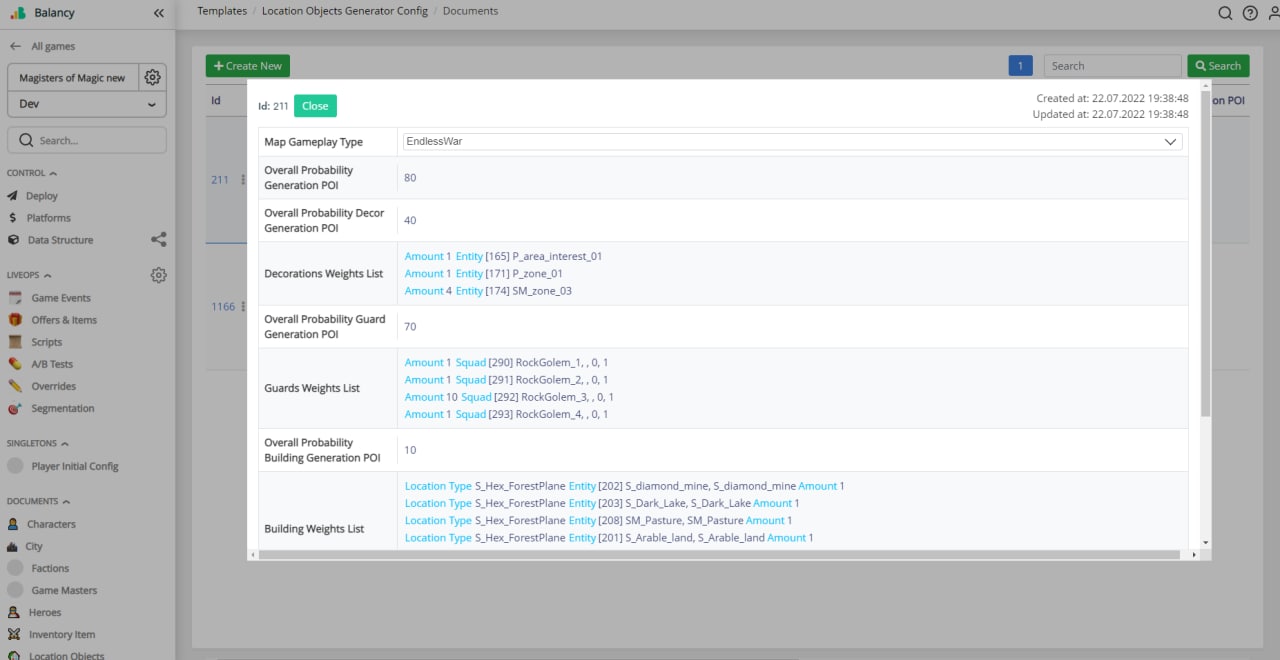 Balancy
Templates / Location Objects Generator Config / Documents
All games
Magisters of Magic new
Dev
Search...
CONTROL
Deploy
Platforms
Data Structure
LIVEOPS
Game Events
Offers & Items
Scripts
A/B Tests
Overrides
Segmentation
SINGLETONS
Player Initial Config
DOCUMENTS
Characters
City
Factions
Game Masters
Heroes
Inventory Item
Location Objects
+ Create New
1
Search
Search
Id
on POI
211
1166
Id: 211 Close
Created at: 22.07.2022 19:38:48
Updated at: 22.07.2022 19:38:48
Map Gameplay Type
EndlessWar
Overall Probability
Generation POI
80
Overall Probability Decor
Generation POI
40
Decorations Weights List
Amount 1 Entity [165] P_area_interest_01
Amount 1 Entity [171] P_zone_01
Amount 4 Entity [174] SM_zone_03
Overall Probability Guard
Generation POI
70
Guards Weights List
Amount 1 Squad [290] RockGolem_1, , 0, 1
Amount 1 Squad [291] RockGolem_2, , 0, 1
Amount 10 Squad [292] RockGolem_3, , 0, 1
Amount 1 Squad [293] RockGolem_4, , 0, 1
Overall Probability
Building Generation POI
10
Building Weights List
Location Type S_Hex_ForestPlane Entity [202] S_diamond_mine, S_diamond_mine Amount 1
Location Type S_Hex_ForestPlane Entity [203] S_Dark_Lake, S_Dark_Lake Amount 1
Location Type S_Hex_ForestPlane Entity [208] SM_Pasture, SM_Pasture Amount 1
Location Type S_Hex_ForestPlane Entity [201] S_Arable_land, S_Arable_land Amount 1